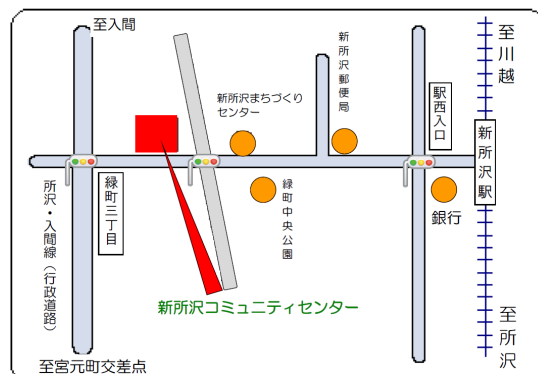 至入間
新所沢まちづくり
センター
新所沢郵便局
駅西入口
至川越
新所沢駅
緑町三丁目
所沢・入間線（行政道路）
緑町中央公園
銀行
新所沢コミュニティセンター
至所沢
至宮元町交差点